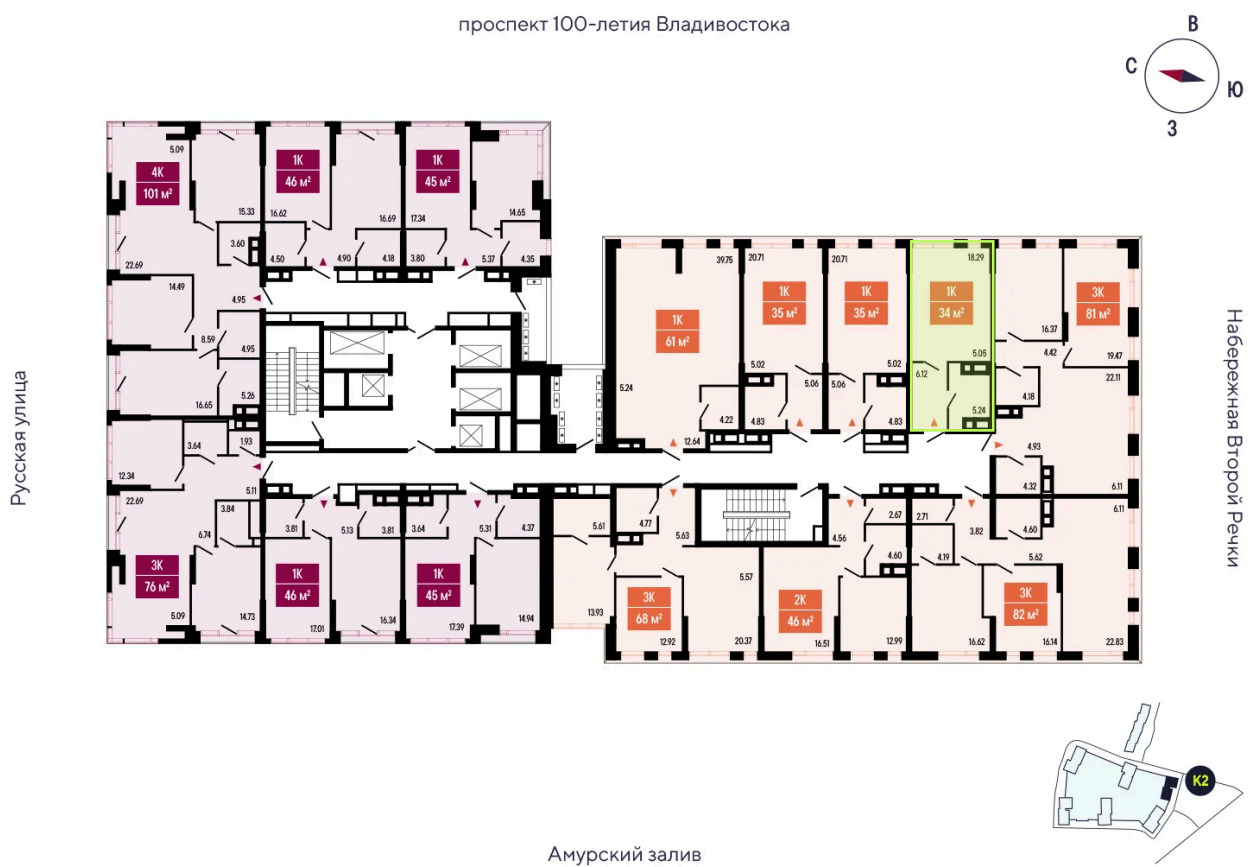 проспект 100-летия Владивостока
В
С
Ю
З
5.09
4К
101 м²
15.33
3.60
22.69
14.49
4.95
8.59
4.95
16.65
5.26
1К
46 м²
16.62
16.69
4.50
4.90
4.18
1К
45 м²
17.34
14.65
3.80
5.37
4.35
39.75
1К
61 м²
5.24
4.22
12.64
20.71
1К
35 м²
5.02
5.06
4.83
20.71
1К
35 м²
5.02
5.06
4.83
18.29
1К
34 м²
5.05
6.12
5.24
3К
81 м²
16.37
19.47
4.42
22.11
4.18
4.93
4.32
6.11
3.64
1.93
12.34
5.11
22.69
3.84
6.74
3К
76 м²
5.09
14.73
3.81
5.13
3.81
1К
46 м²
17.01
16.34
3.64
5.31
4.37
1К
45 м²
17.39
14.94
5.61
4.77
5.63
5.57
13.93
3К
68 м²
12.92
20.37
2.67
4.56
4.60
2К
46 м²
16.51
12.99
2.71
3.82
4.60
6.11
4.19
5.62
3К
82 м²
16.62
16.14
22.83
Русская улица
Набережная Второй Речки
К2
Амурский залив